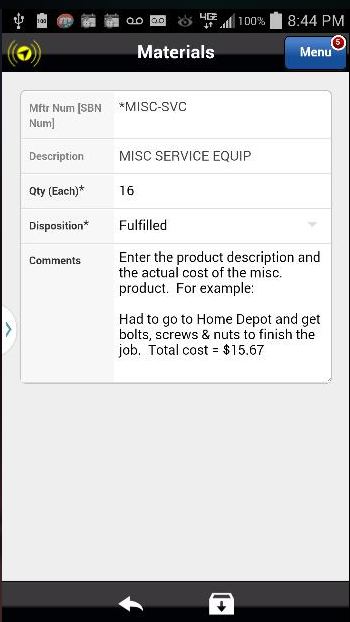 4G LTE 100% 8:44 PM
Materials
Menu
5
Mftr Num [SBN
Num]
*MISC-SVC
Description
MISC SERVICE EQUIP
Qty (Each)*
16
Disposition*
Fulfilled
Comments
Enter the product description and
the actual cost of the misc.
product. For example:
Had to go to Home Depot and get
bolts, screws & nuts to finish the
job. Total cost = $15.67